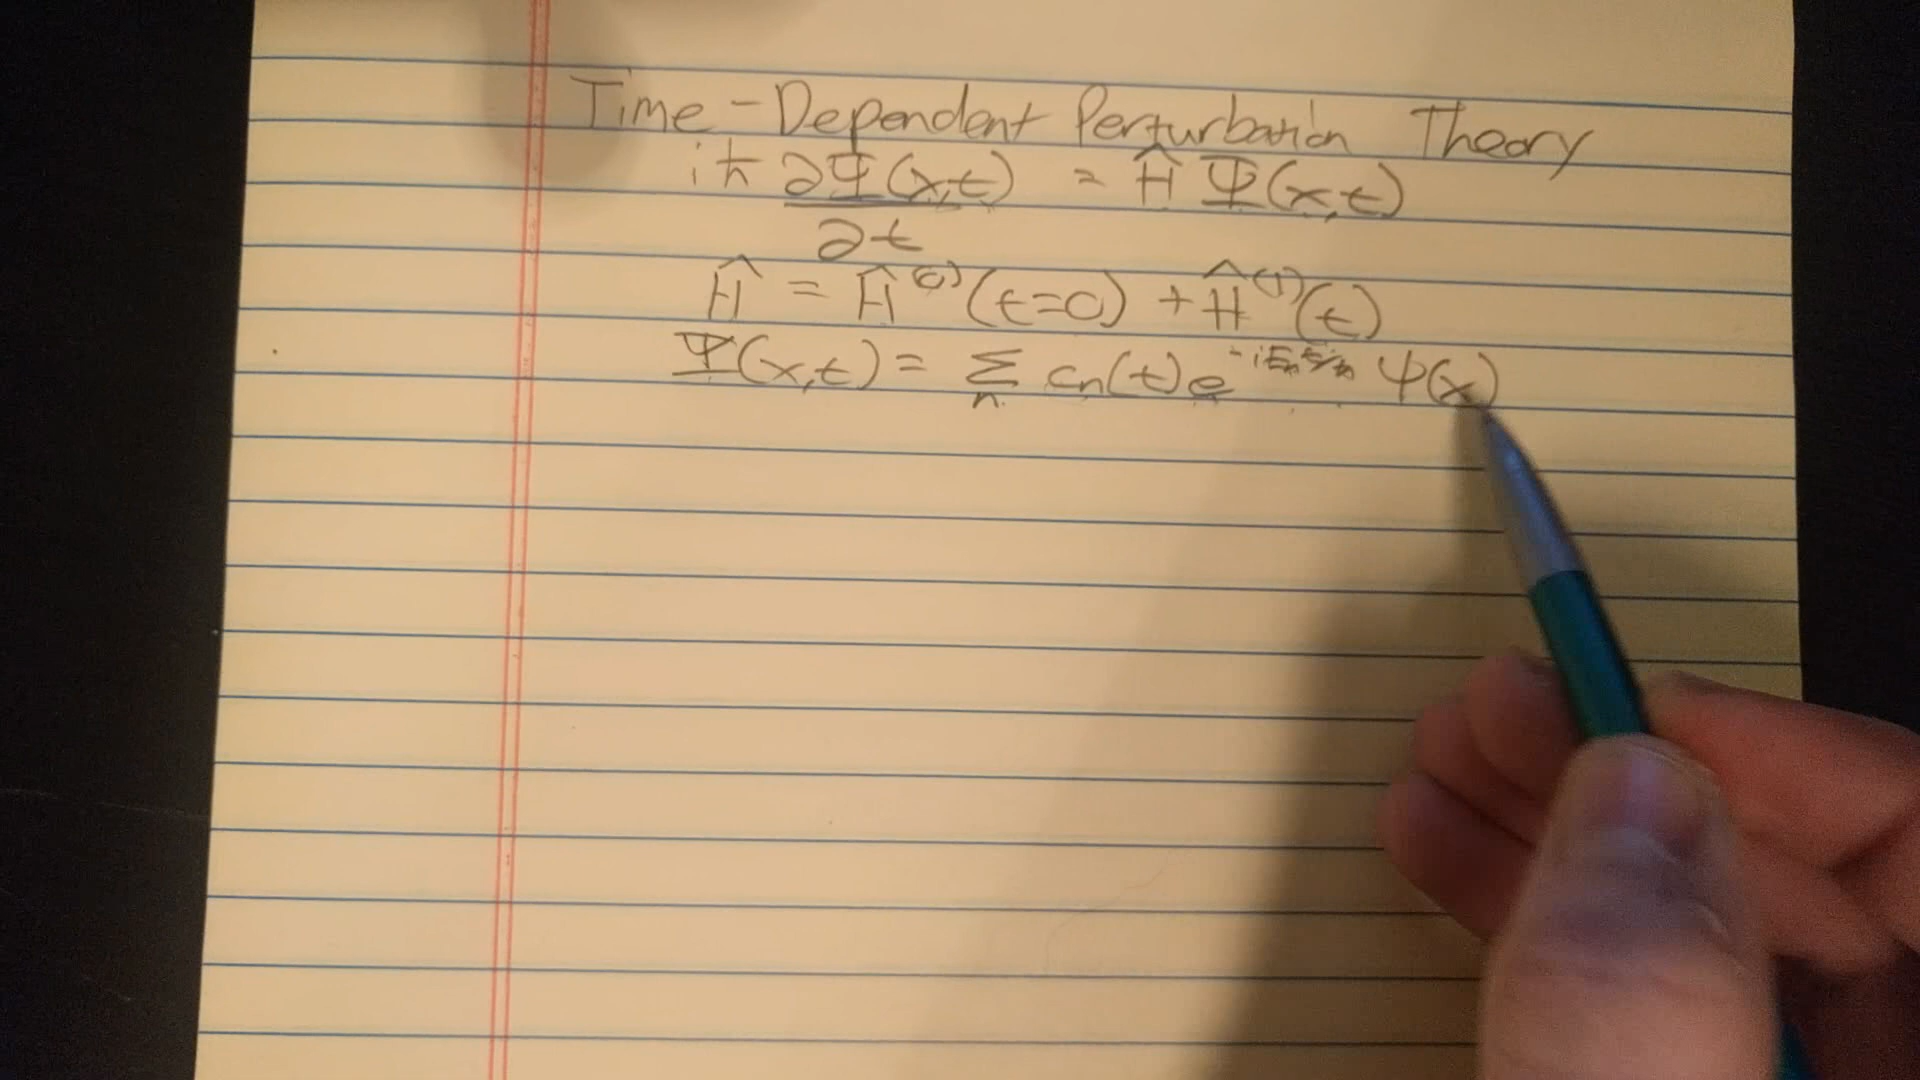 Time-Dependent Perturbation Theory
iħ ∂Ψ(x,t)/∂t = Ĥ Ψ(x,t)
Ĥ = Ĥ⁽⁰⁾(t=0) + Ĥ⁽¹⁾(t)
Ψ(x,t) = Σₙ cₙ(t)e^(-iEₙt/ħ) ψ(x)